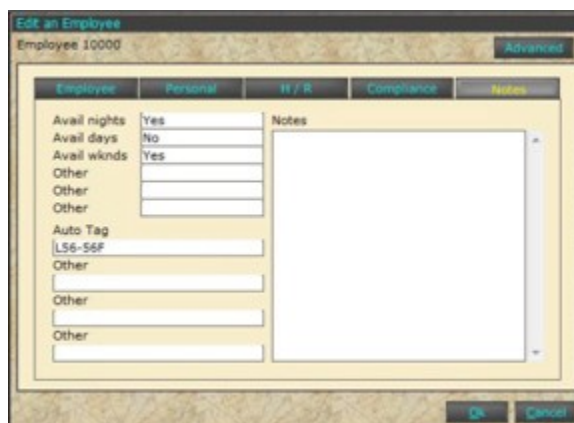 Edit an Employee
Employee 10000
Advanced
Employee Personal H / R Compliance Notes
Avail nights Yes
Avail days No
Avail wknds Yes
Other
Other
Other
Auto Tag
L56-56F
Other
Other
Other
Notes
Ok Cancel